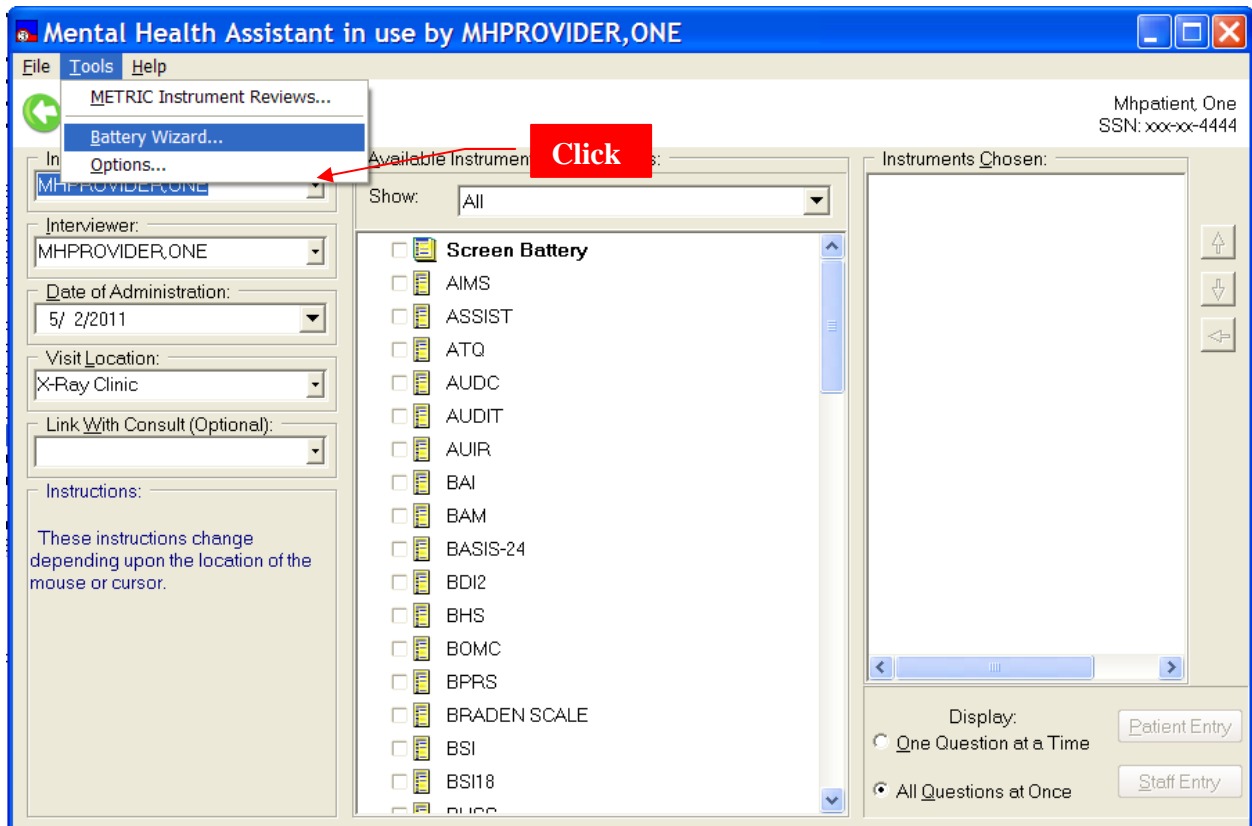 Mental Health Assistant in use by MHPROVIDER,ONE
File Tools Help
METRIC Instrument Reviews...
Battery Wizard...
Options...
Mhpatient, One
SSN: xxx-xx-4444
Click
In
MHPROVIDER,ONE
Interviewer:
MHPROVIDER,ONE
Date of Administration:
5/ 2/2011
Visit Location:
X-Ray Clinic
Link With Consult (Optional):
Instructions:
These instructions change
depending upon the location of the
mouse or cursor.
Available Instrumen s:
Show: All
Screen Battery
AIMS
ASSIST
ATQ
AUDC
AUDIT
AUIR
BAI
BAM
BASIS-24
BDI2
BHS
BOMC
BPRS
BRADEN SCALE
BSI
BSI18
Instruments Chosen:
Display:
One Question at a Time
All Questions at Once
Patient Entry
Staff Entry